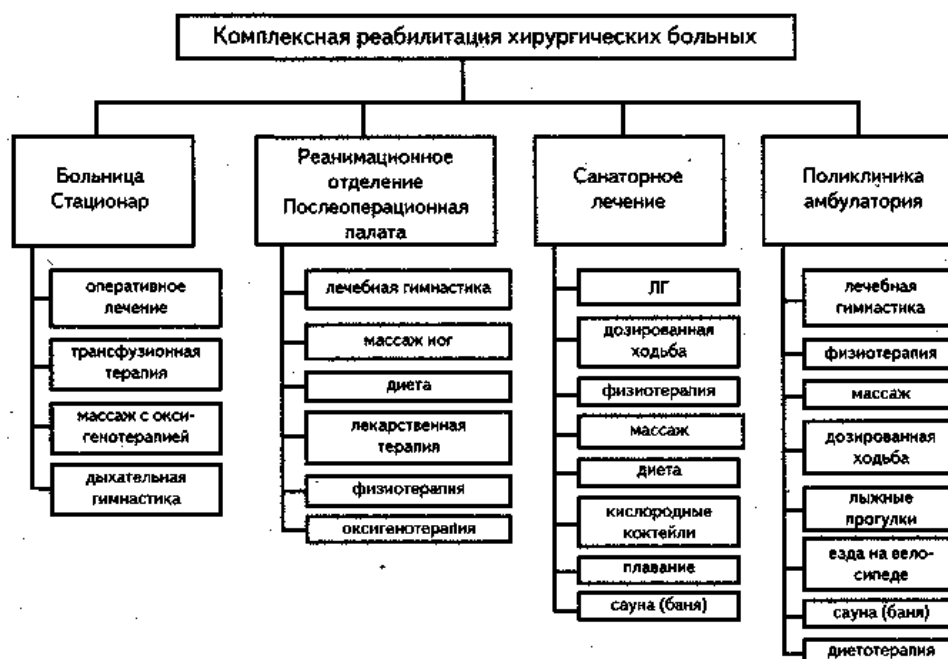 Комплексная реабилитация хирургических больных
Больница
Стационар
оперативное
лечение
трансфузионная
терапия
массаж с окси-
генотерапией
дыхательная
гимнастика
Реанимационное
отделение
Послеоперационная
палата
лечебная гимнастика
массаж ног
диета
лекарственная
терапия
физиотерапия
оксигенотерапия
Санаторное
лечение
ЛГ
дозированная
ходьба
физиотерапия
массаж
диета
кислородные
коктейли
плавание
сауна (баня)
Поликлиника
амбулатория
лечебная
гимнастика
физиотерапия
массаж
дозированная
ходьба
лыжные
прогулки
езда на вело-
сипеде
сауна (баня)
диетотерапия